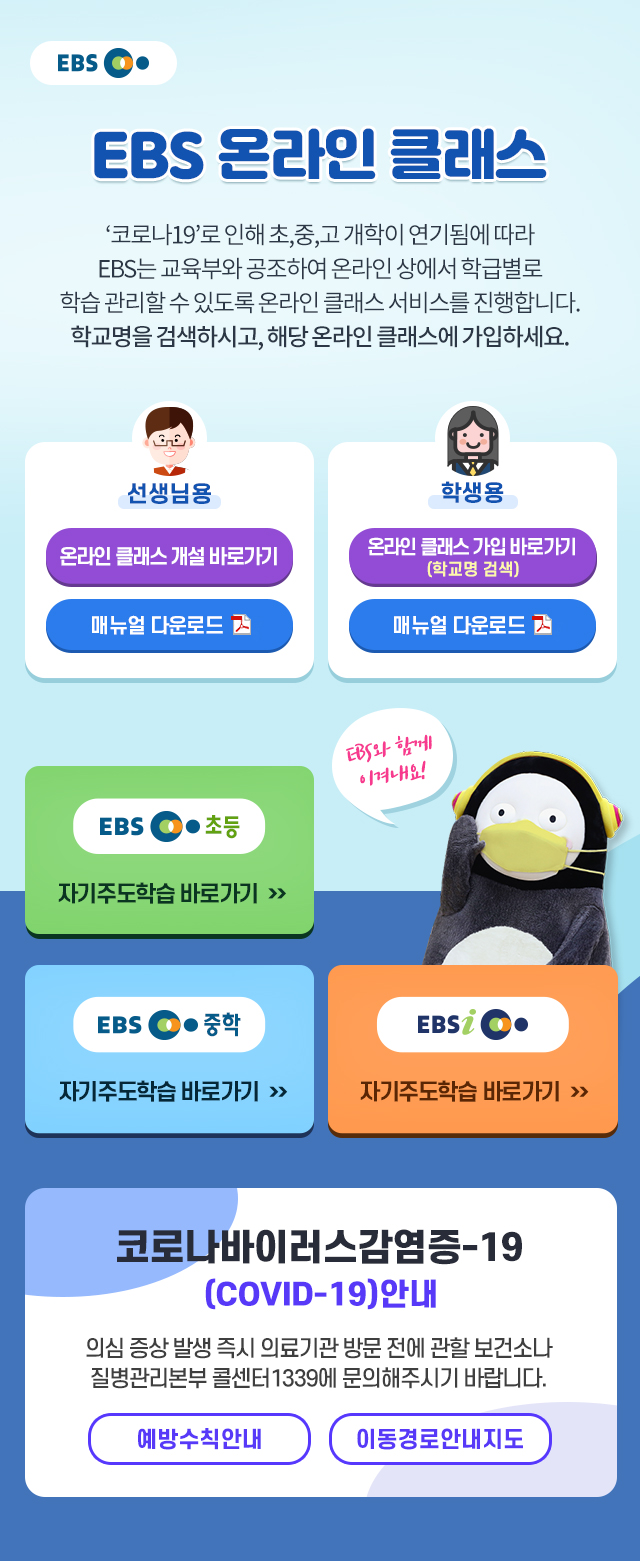 EBS
EBS 온라인 클래스
‘코로나19’로 인해 초,중,고 개학이 연기됨에 따라
EBS는 교육부와 공조하여 온라인 상에서 학급별로
학습 관리할 수 있도록 온라인 클래스 서비스를 진행합니다.
학교명을 검색하시고, 해당 온라인 클래스에 가입하세요.
선생님용
온라인 클래스 개설 바로가기
매뉴얼 다운로드
학생용
온라인 클래스 가입 바로가기
(학교명 검색)
매뉴얼 다운로드
EBS와 함께
이겨내요!
EBS 초등
자기주도학습 바로가기 >>
EBS 중학
자기주도학습 바로가기 >>
EBSi
자기주도학습 바로가기 >>
코로나바이러스감염증-19
(COVID-19)안내
의심 증상 발생 즉시 의료기관 방문 전에 관할 보건소나
질병관리본부 콜센터1339에 문의해주시기 바랍니다.
예방수칙안내
이동경로안내지도